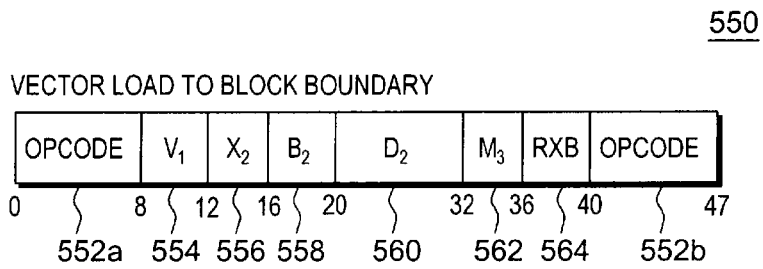 550
VECTOR LOAD TO BLOCK BOUNDARY
OPCODE V1 X2 B2 D2 M3 RXB OPCODE
0 8 12 16 20 32 36 40 47
552a 554 556 558 560 562 564 552b